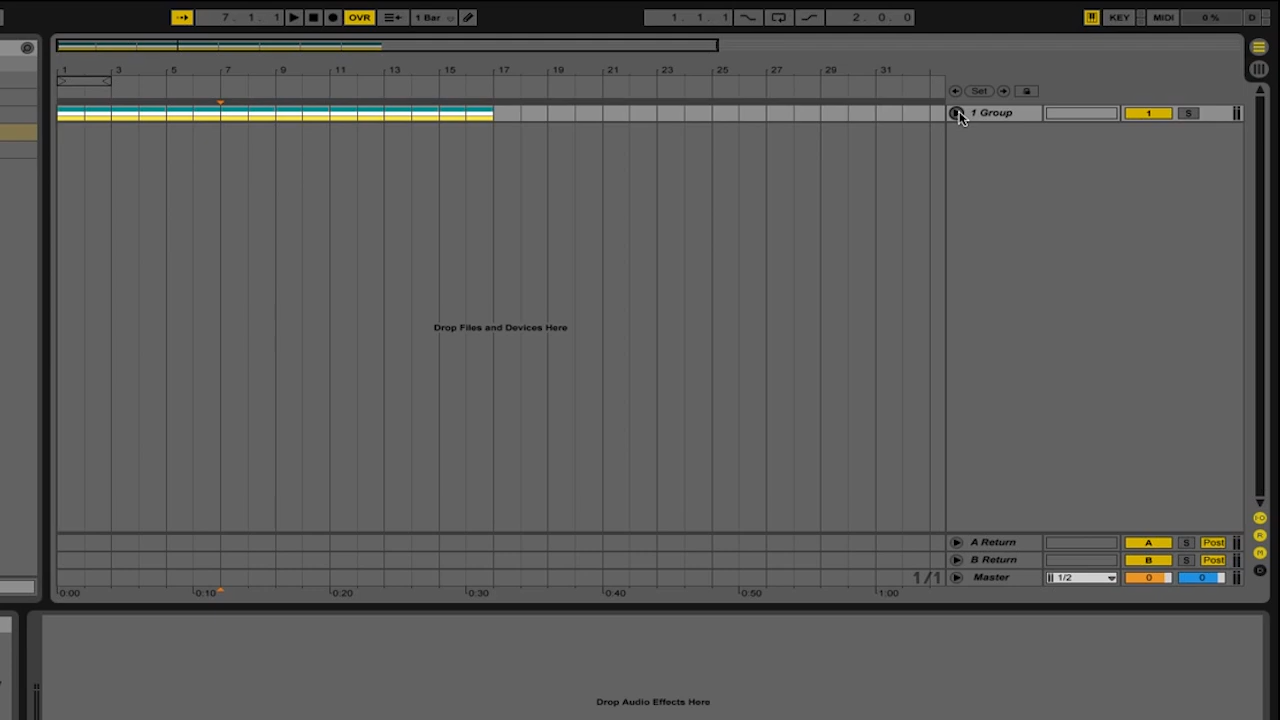 7. 1. 1 OVR 1 Bar 1. 1. 1 2. 0. 0 KEY MIDI 0 % D
1 3 5 7 9 11 13 15 17 19 21 23 25 27 29 31
Set
1 Group 1 S
Drop Files and Devices Here
A Return A S Post
B Return B S Post
1/1 Master 1/2 0 0
0:00 0:10 0:20 0:30 0:40 0:50 1:00
I·O
R
M
D
Drop Audio Effects Here